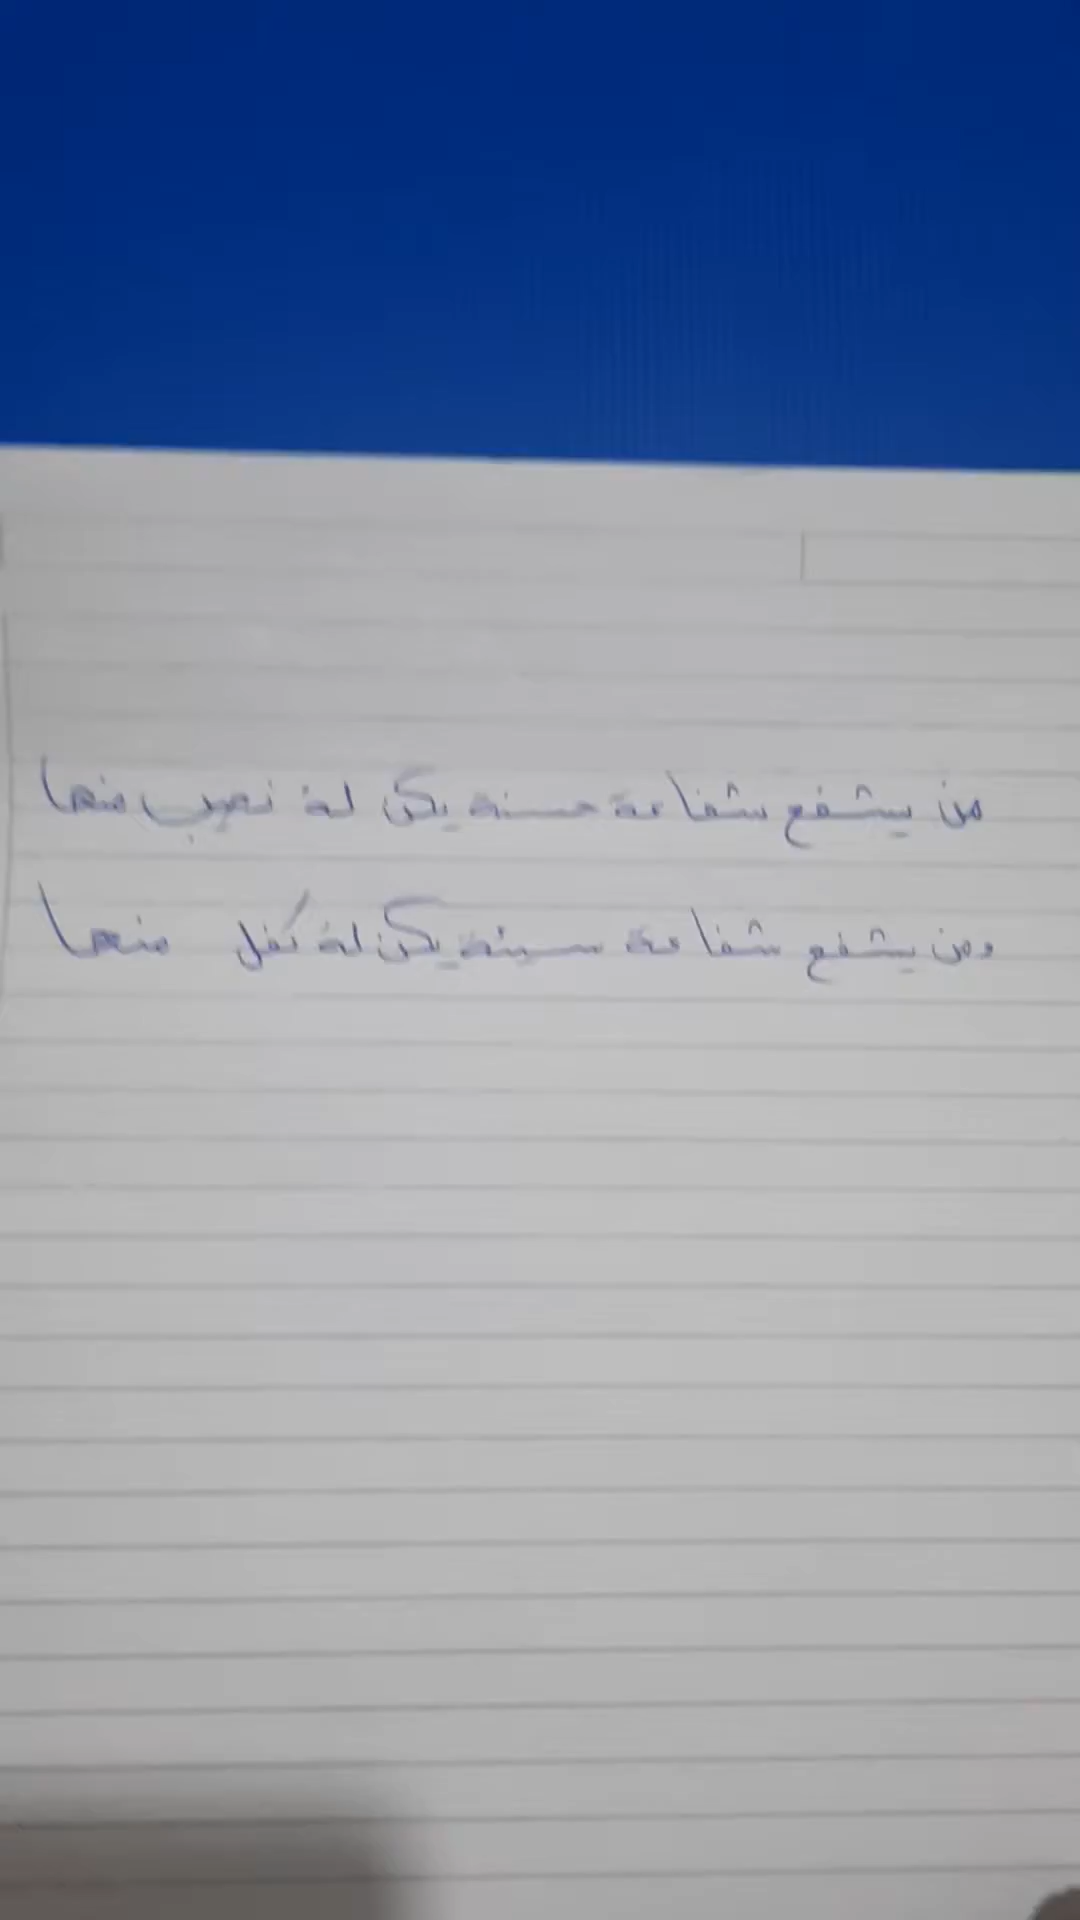 من يشفع شفاعة حسنة يكن له نصيب منها
ومن يشفع شفاعة سيئة يكن له كفل منها